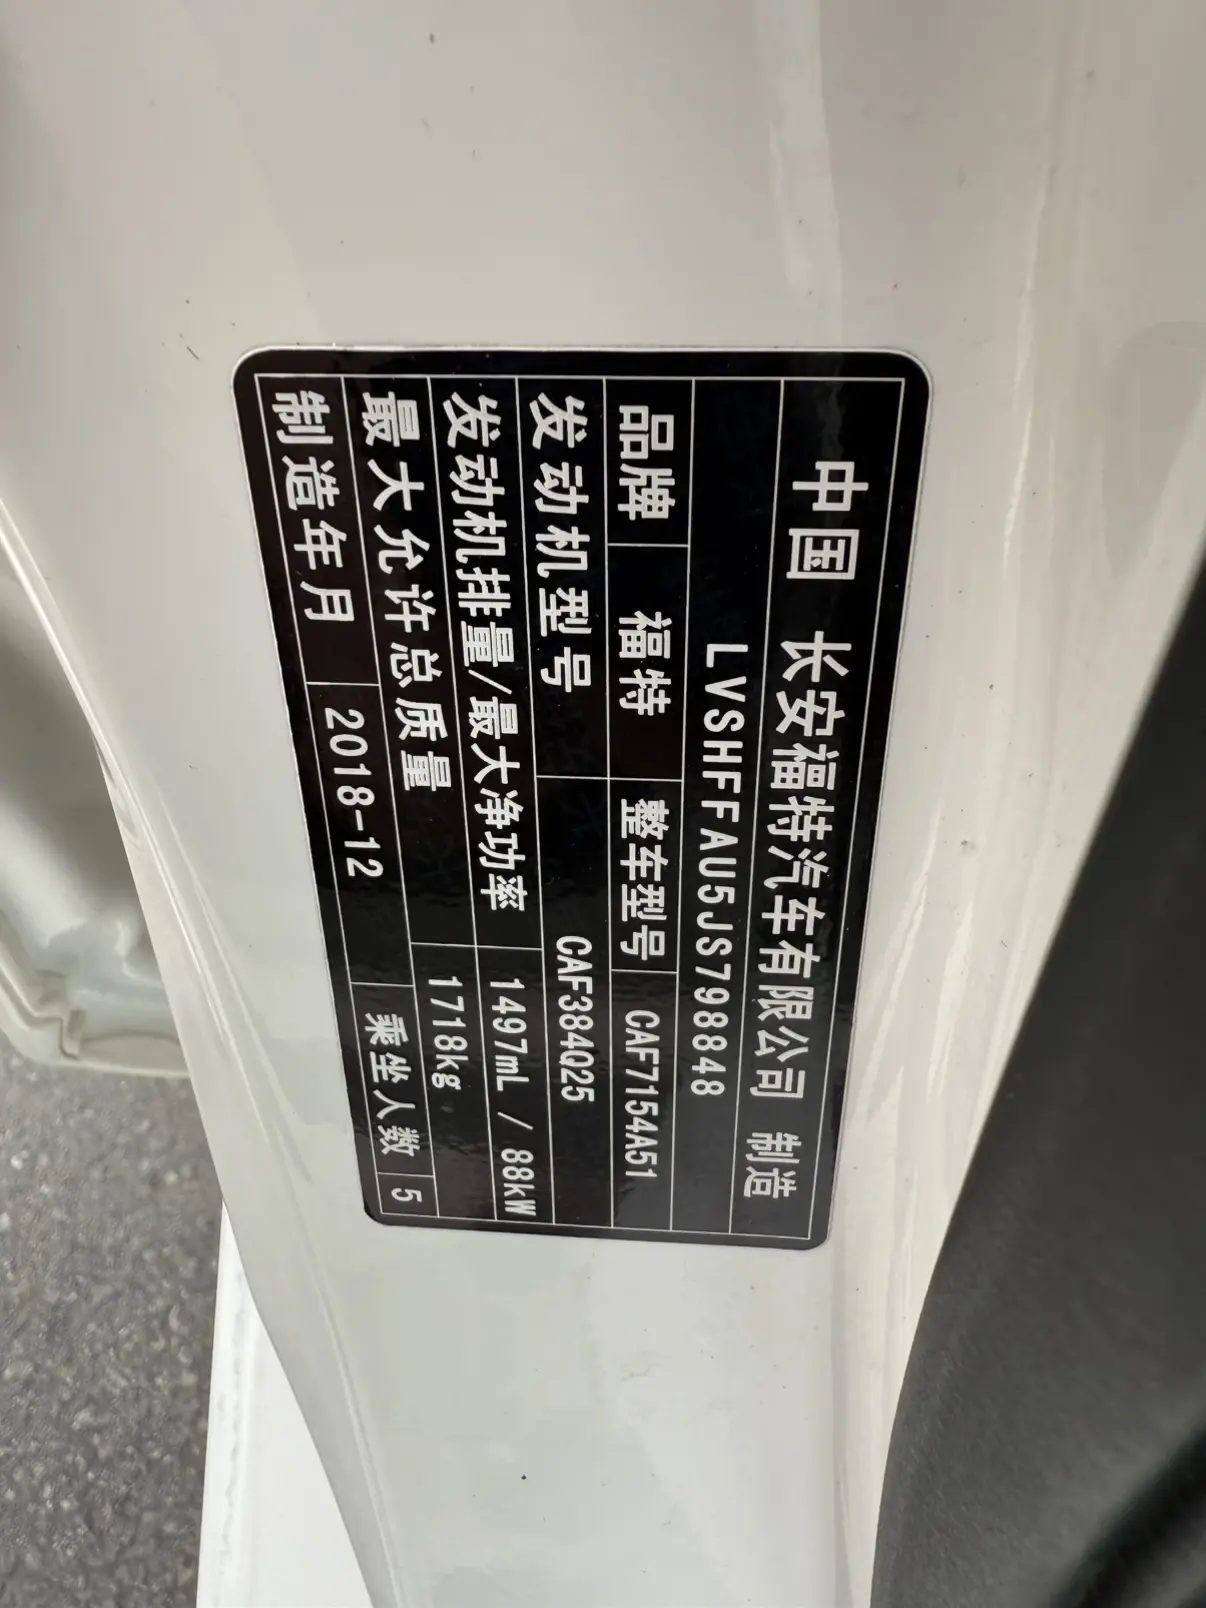 中国 长安福特汽车有限公司 制造
LVSHFFAU5JS798848
品牌 福特 整车型号 CAF7154A51
发动机型号 CAF384Q25
发动机排量/最大净功率 1497mL / 88kW
最大允许总质量 1718kg
制造年月 2018-12 乘坐人数 5